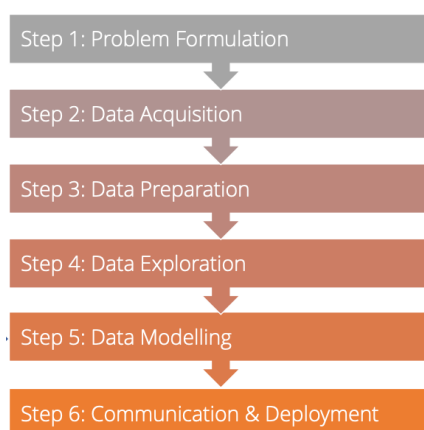 Step 1: Problem Formulation
Step 2: Data Acquisition
Step 3: Data Preparation
Step 4: Data Exploration
Step 5: Data Modelling
Step 6: Communication & Deployment